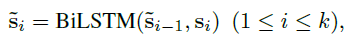 s̃ᵢ = BiLSTM(s̃ᵢ₋₁, sᵢ) (1 ≤ i ≤ k),